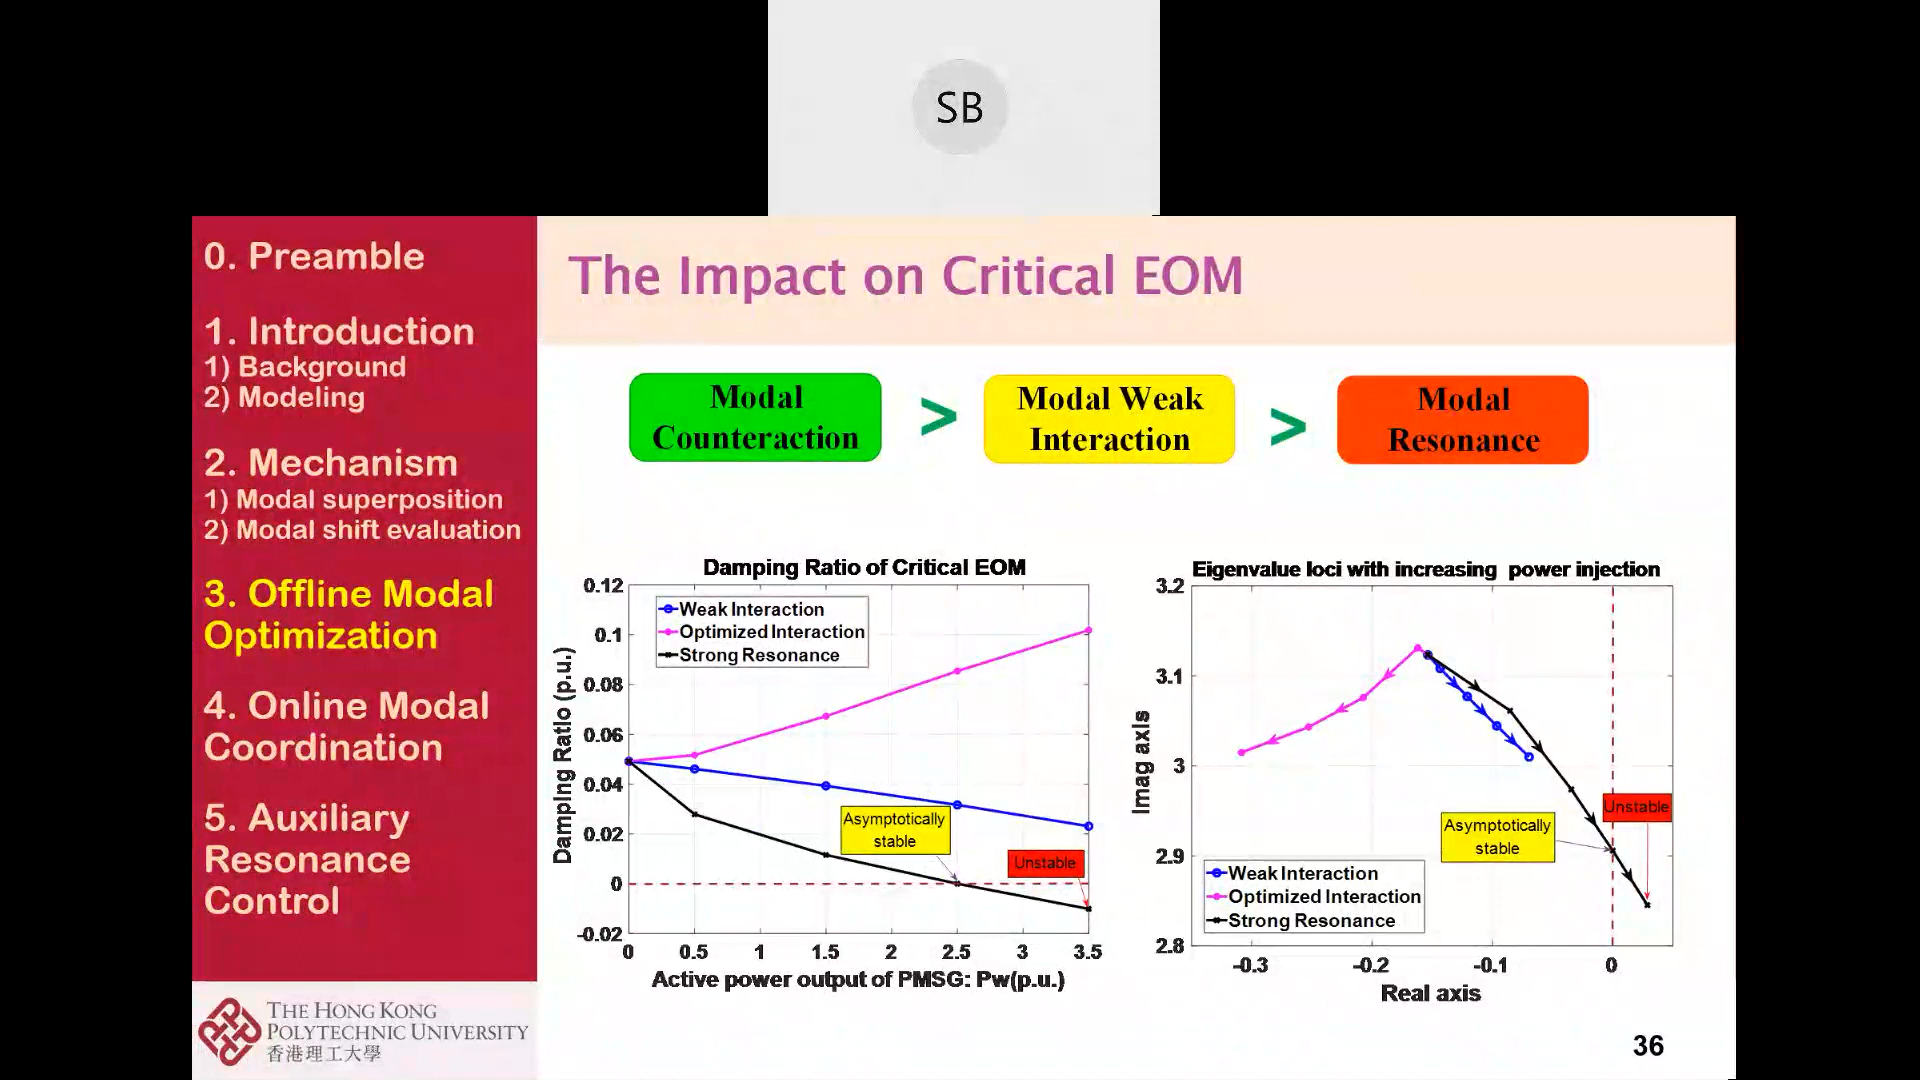 SB
0. Preamble
1. Introduction
1) Background
2) Modeling
2. Mechanism
1) Modal superposition
2) Modal shift evaluation
3. Offline Modal
Optimization
4. Online Modal
Coordination
5. Auxiliary
Resonance
Control
THE HONG KONG
POLYTECHNIC UNIVERSITY
香港理工大學
The Impact on Critical EOM
Modal
Counteraction
>
Modal Weak
Interaction
>
Modal
Resonance
Damping Ratio of Critical EOM
Damping Ratio (p.u.)
0.12
0.1
0.08
0.06
0.04
0.02
0
-0.02
Weak Interaction
Optimized Interaction
Strong Resonance
Asymptotically
stable
Unstable
0 0.5 1 1.5 2 2.5 3 3.5
Active power output of PMSG: Pw(p.u.)
Eigenvalue loci with increasing power injection
Imag axis
3.2
3.1
3
2.9
2.8
Unstable
Asymptotically
stable
Weak Interaction
Optimized Interaction
Strong Resonance
-0.3 -0.2 -0.1 0
Real axis
36